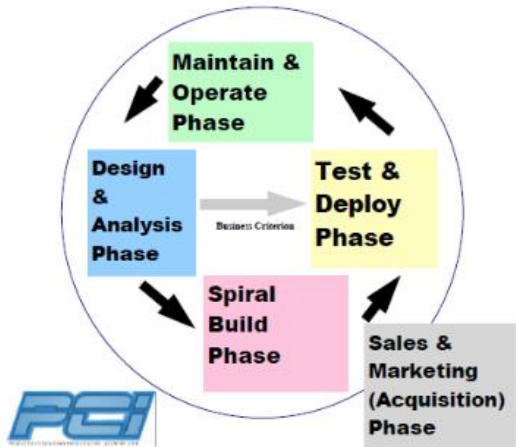 Maintain &
Operate
Phase
Design
&
Analysis
Phase
Business Criterion
Test &
Deploy
Phase
Spiral
Build
Phase
Sales &
Marketing
(Acquisition)
Phase
PCI